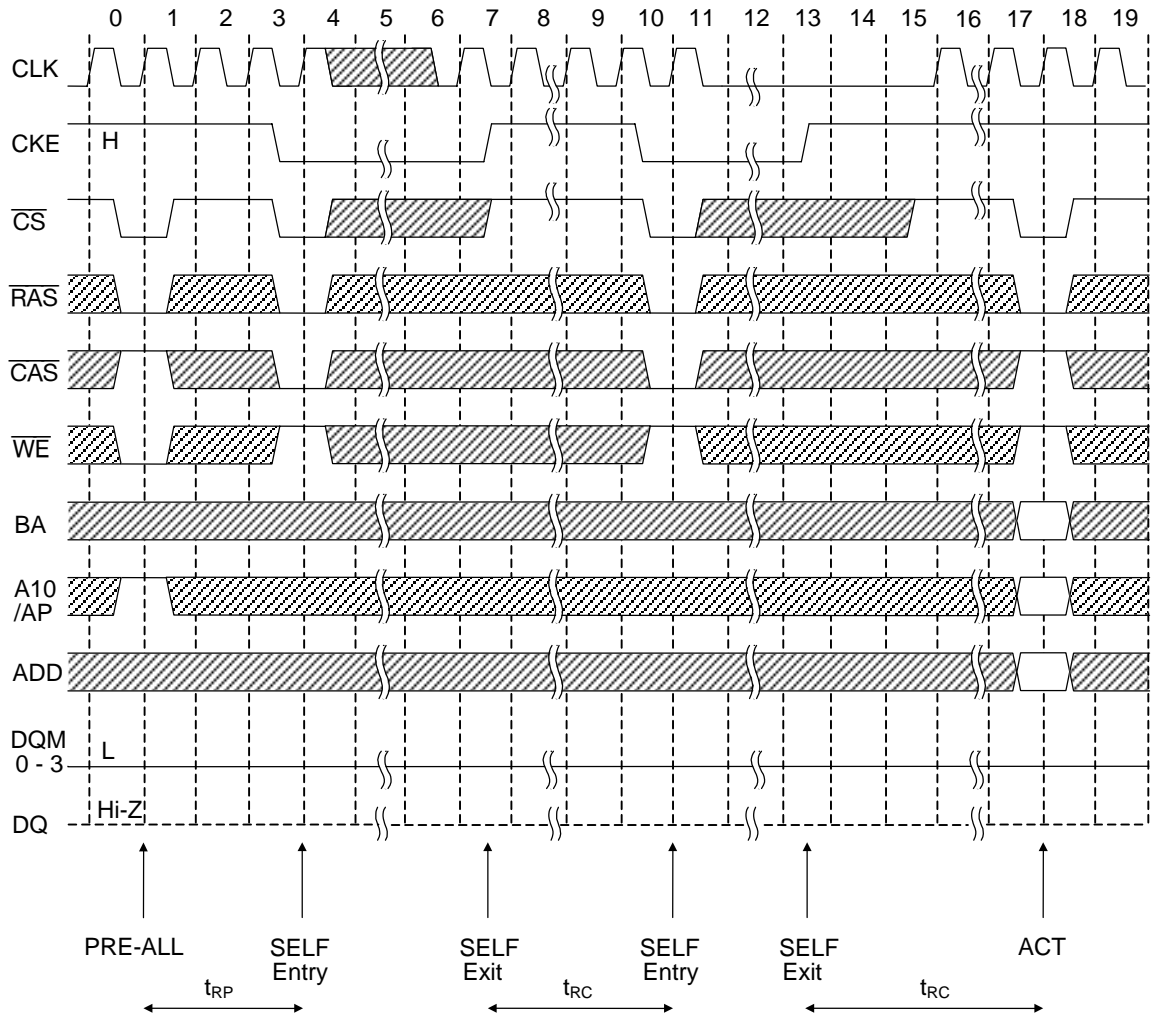 0 1 2 3 4 5 6 7 8 9 10 11 12 13 14 15 16 17 18 19
CLK
CKE H
CS
RAS
CAS
WE
BA
A10
/AP
ADD
DQM
0 - 3
L
Hi-Z
DQ
PRE-ALL SELF Entry SELF Exit SELF Entry SELF Exit ACT
tRP tRC tRC